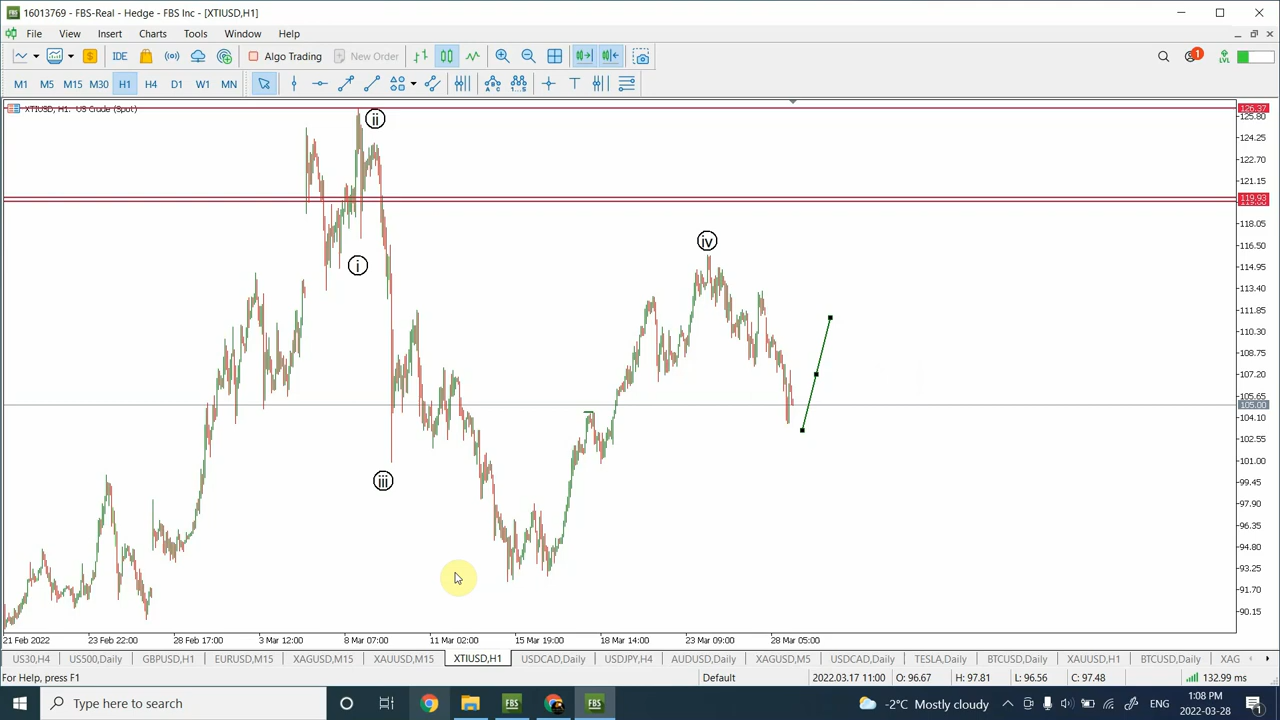 16013769 - FBS-Real - Hedge - FBS Inc - [XTIUSD,H1]
File View Insert Charts Tools Window Help
IDE Algo Trading New Order 1 LVL
M1 M5 M15 M30 H1 H4 D1 W1 MN
XTIUSD, H1: US Crude (Spot)
126.37
125.80
124.25
122.70
121.15
119.93
118.05
116.50
114.95
113.40
111.85
110.30
108.75
107.20
105.65
105.00
104.10
102.55
101.00
99.45
97.90
96.35
94.80
93.25
91.70
90.15
ii
i
iv
iii
21 Feb 2022 23 Feb 22:00 28 Feb 17:00 3 Mar 12:00 8 Mar 07:00 11 Mar 02:00 15 Mar 19:00 18 Mar 14:00 23 Mar 09:00 28 Mar 05:00
US30,H4 US500,Daily GBPUSD,H1 EURUSD,M15 XAGUSD,M15 XAUUSD,M15 XTIUSD,H1 USDCAD,Daily USDJPY,H4 AUDUSD,Daily XAGUSD,M5 USDCAD,Daily TESLA,Daily BTCUSD,Daily XAUUSD,H1 BTCUSD,Daily XAG
For Help, press F1 Default 2022.03.17 11:00 O: 96.67 H: 97.81 L: 96.56 C: 97.48 132.99 ms
Type here to search -2°C Mostly cloudy ENG 1:08 PM 2022-03-28 1